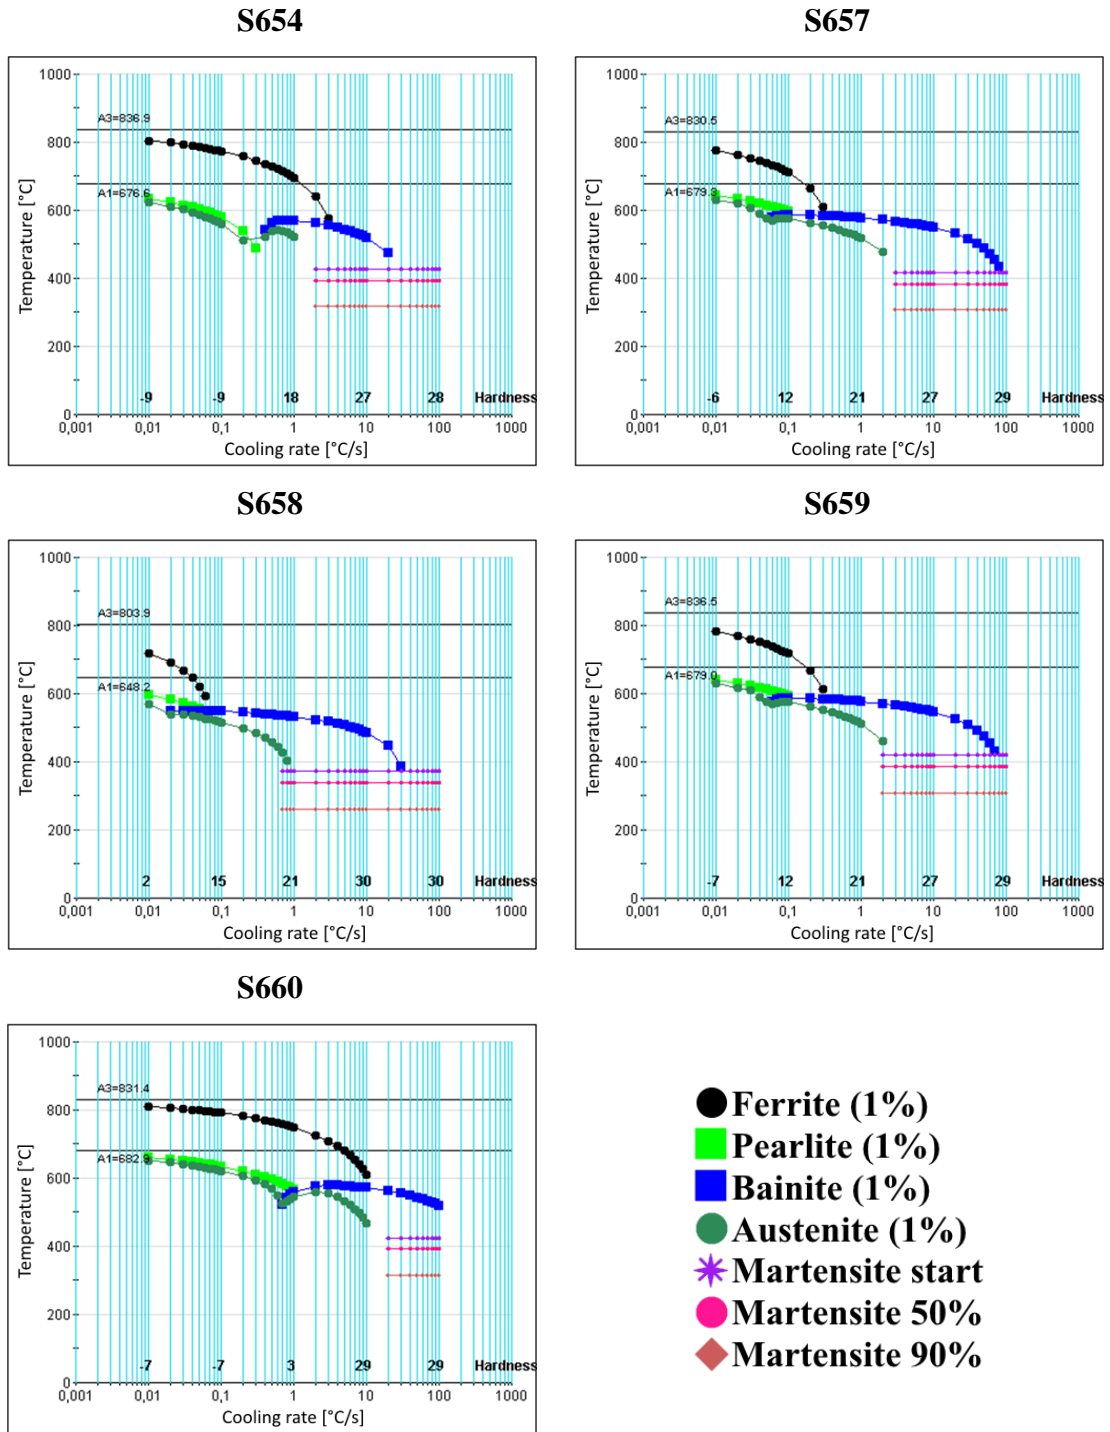 S654
1000
800
600
400
200
0
A3=836.9
A1=676.6
Temperature [°C]
-9 -9 18 27 28 Hardness
0,001 0,01 0,1 1 10 100 1000
Cooling rate [°C/s]
S657
1000
800
600
400
200
0
A3=830.5
A1=679.3
Temperature [°C]
-6 12 21 27 29 Hardness
0,001 0,01 0,1 1 10 100 1000
Cooling rate [°C/s]
S658
1000
800
600
400
200
0
A3=803.9
A1=648.2
Temperature [°C]
2 15 21 30 30 Hardness
0,001 0,01 0,1 1 10 100 1000
Cooling rate [°C/s]
S659
1000
800
600
400
200
0
A3=836.5
A1=679.0
Temperature [°C]
-7 12 21 27 29 Hardness
0,001 0,01 0,1 1 10 100 1000
Cooling rate [°C/s]
S660
1000
800
600
400
200
0
A3=831.4
A1=682.9
Temperature [°C]
-7 -7 3 29 29 Hardness
0,001 0,01 0,1 1 10 100 1000
Cooling rate [°C/s]
Ferrite (1%)
Pearlite (1%)
Bainite (1%)
Austenite (1%)
Martensite start
Martensite 50%
Martensite 90%